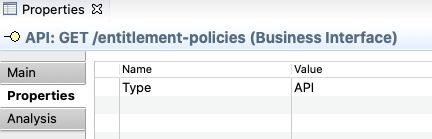 Properties
API: GET /entitlement-policies (Business Interface)
Main
Properties
Analysis
Name Value
Type API